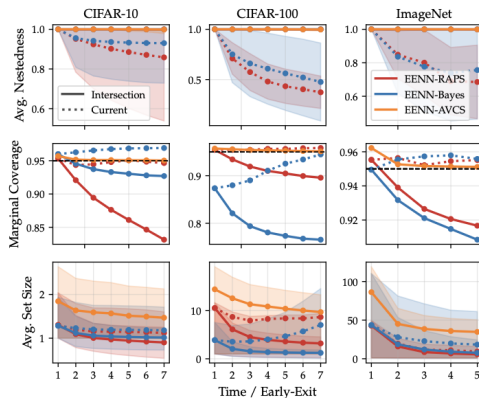 CIFAR-10 CIFAR-100 ImageNet
Avg. Nestedness
1.0
0.8
0.6
Intersection
Current
1.0
0.5
1.0
0.8
0.6
EENN-RAPS
EENN-Bayes
EENN-AVCS
Marginal Coverage
0.95
0.90
0.85
0.9
0.8
0.96
0.94
0.92
Avg. Set Size
2
1
1 2 3 4 5 6 7
10
0
1 2 3 4 5 6 7
100
50
0
1 2 3 4 5
Time / Early-Exit